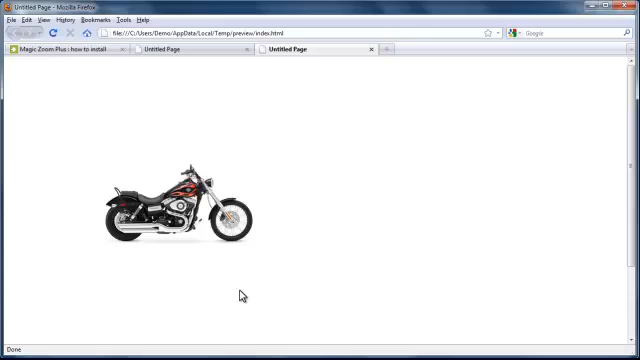 Untitled Page - Mozilla Firefox
File Edit View History Bookmarks Tools Help
file:///C:/Users/Demo/AppData/Local/Temp/preview/index.html
Google
Magic Zoom Plus : how to install
Untitled Page
Untitled Page
Done